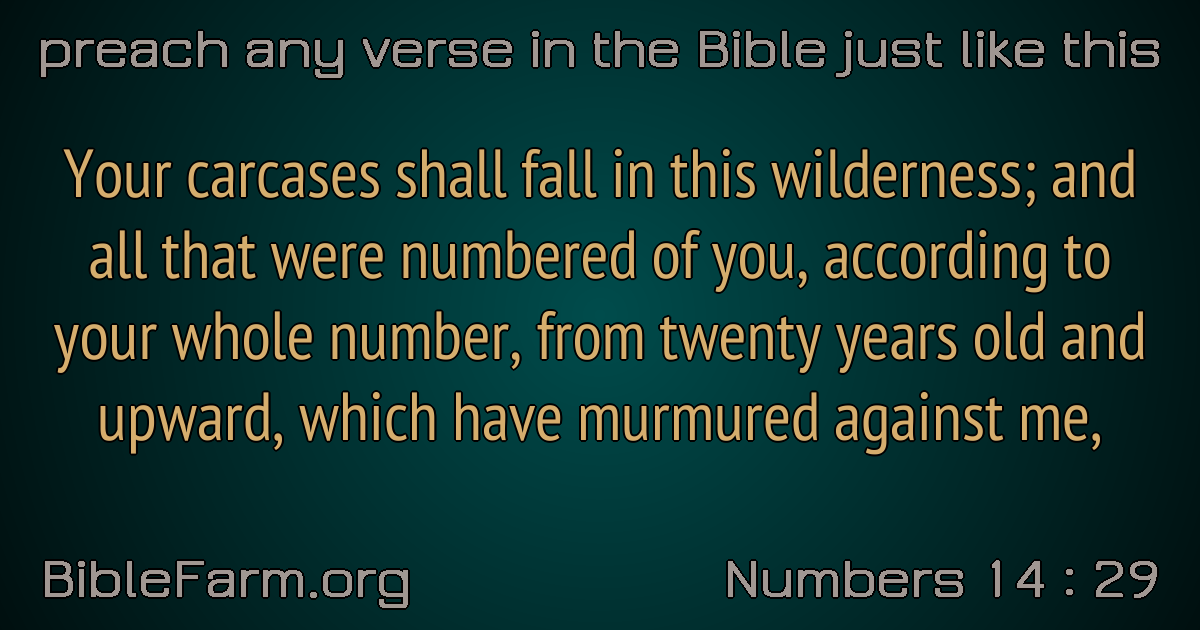 preach any verse in the Bible just like this
Your carcases shall fall in this wilderness; and
all that were numbered of you, according to
your whole number, from twenty years old and
upward, which have murmured against me,
BibleFarm.org
Numbers 14 : 29